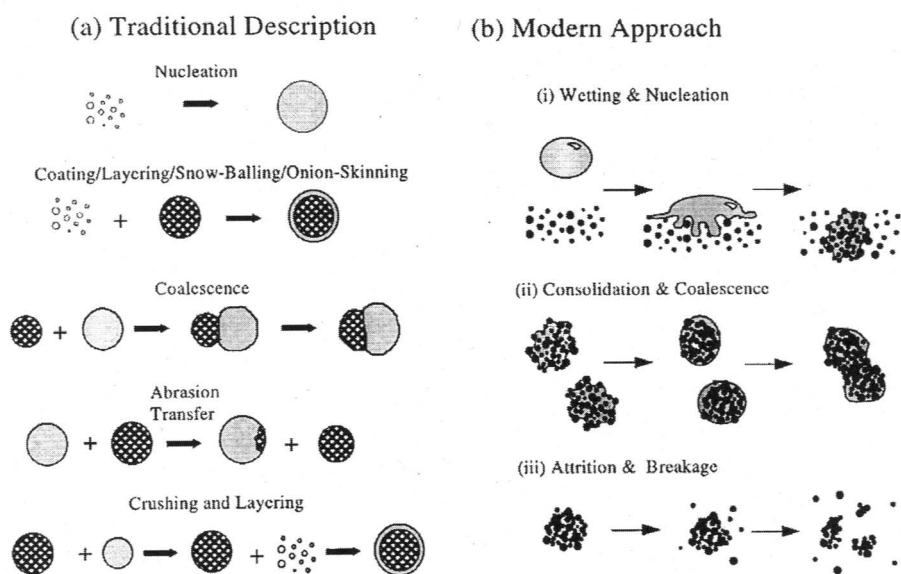 (a) Traditional Description
Nucleation
Coating/Layering/Snow-Balling/Onion-Skinning
+
Coalescence
+
Abrasion
Transfer
+
+
Crushing and Layering
+
+
(b) Modern Approach
(i) Wetting & Nucleation
(ii) Consolidation & Coalescence
(iii) Attrition & Breakage